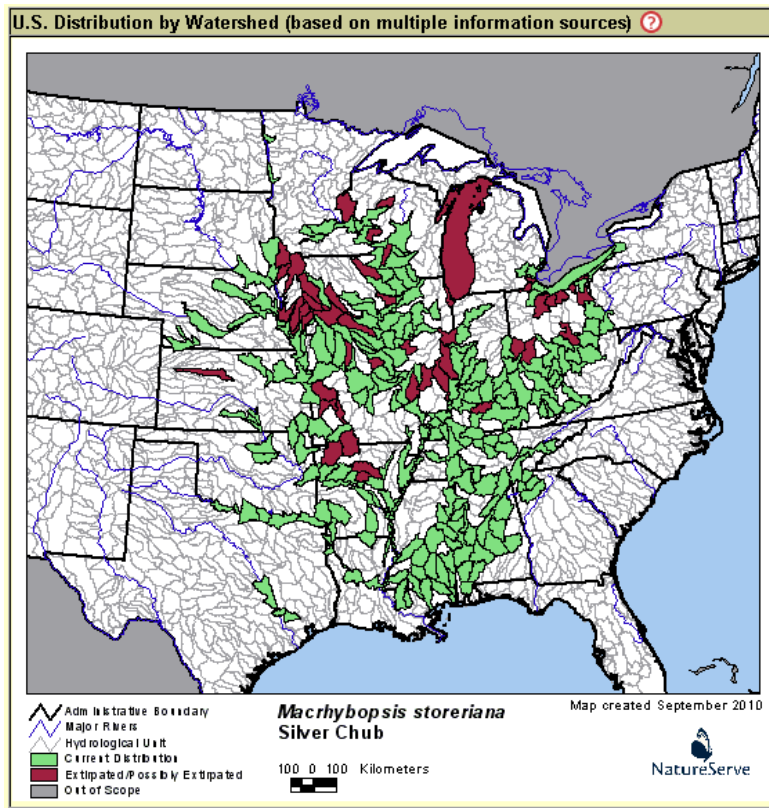 U.S. Distribution by Watershed (based on multiple information sources) ?
Administrative Boundary
Major Rivers
Hydrological Unit
Current Distribution
Extirpated/Possibly Extirpated
Out of Scope
Macrhybopsis storeriana
Silver Chub
100 0 100 Kilometers
Map created September 2010
NatureServe